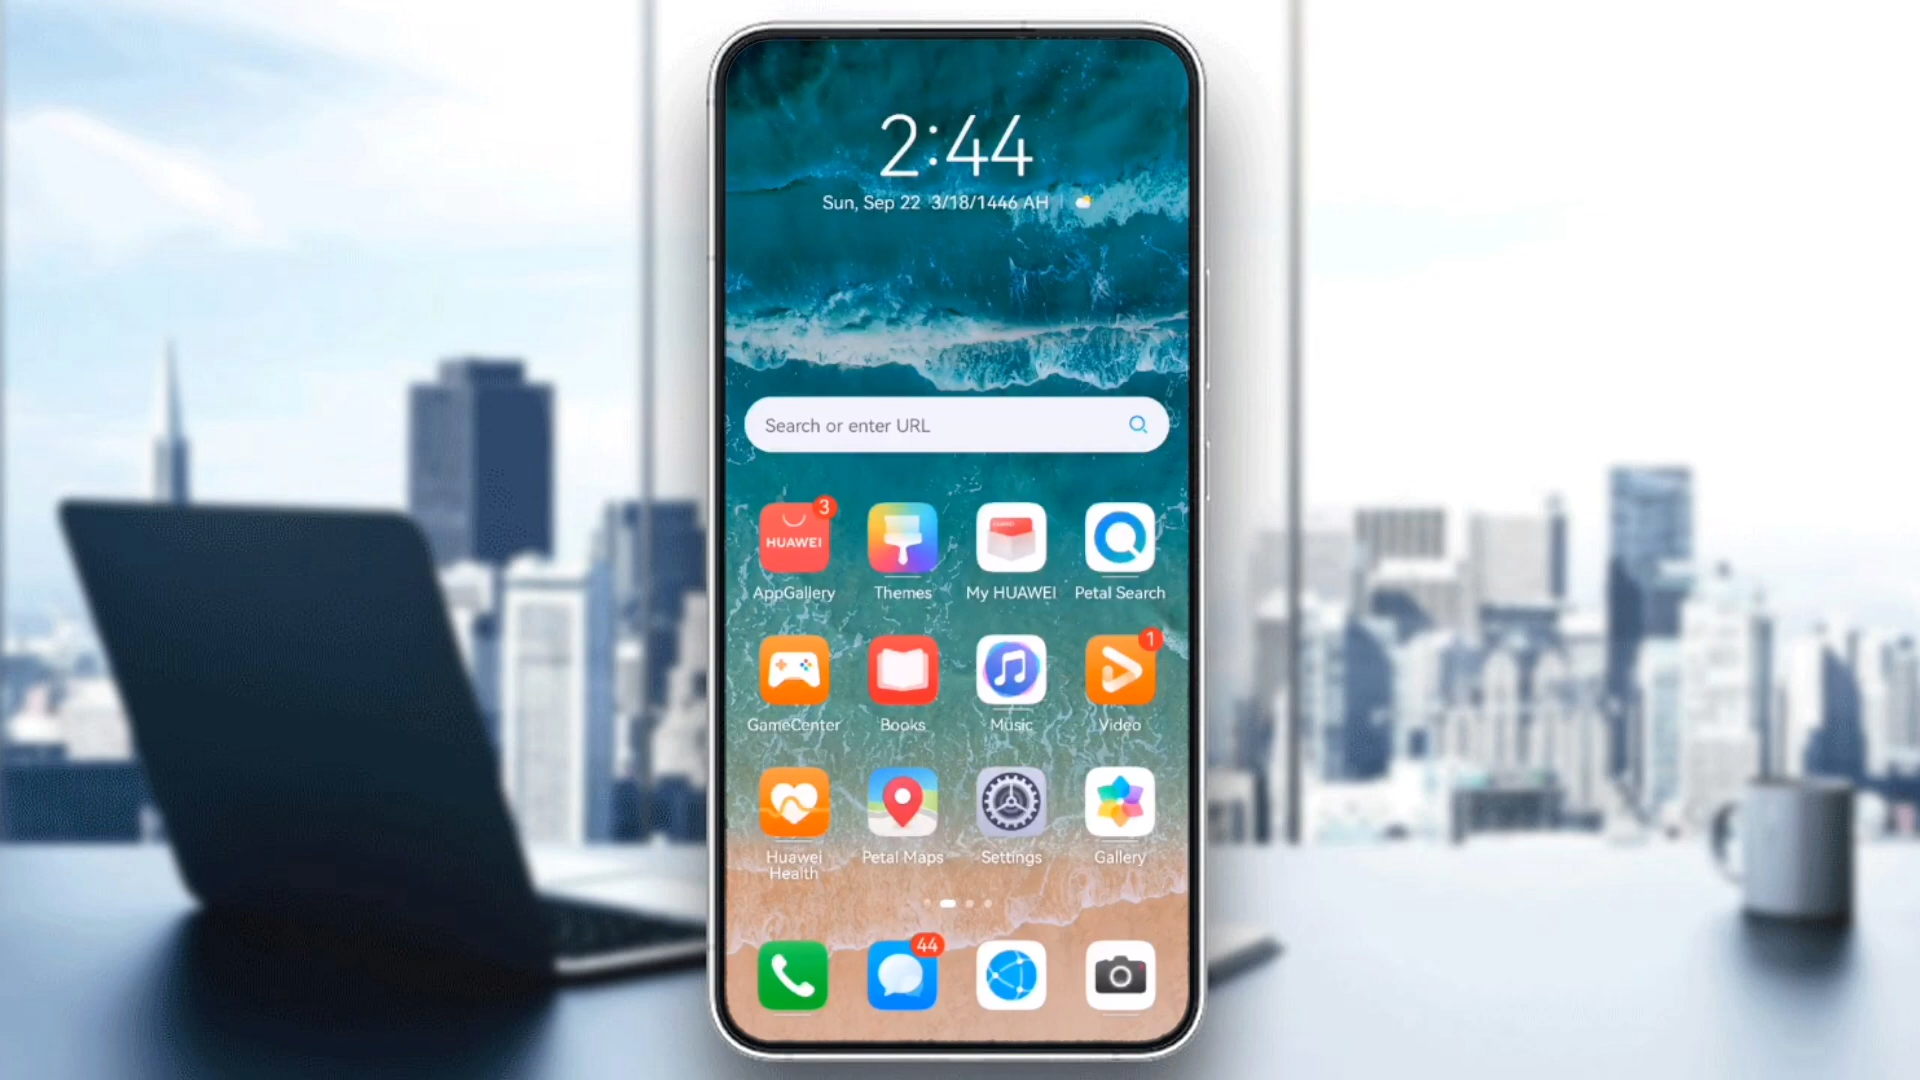 2:44
Sun, Sep 22 3/18/1446 AH
Search or enter URL
3
HUAWEI
AppGallery Themes My HUAWEI Petal Search
1
GameCenter Books Music Video
Huawei Health Petal Maps Settings Gallery
44